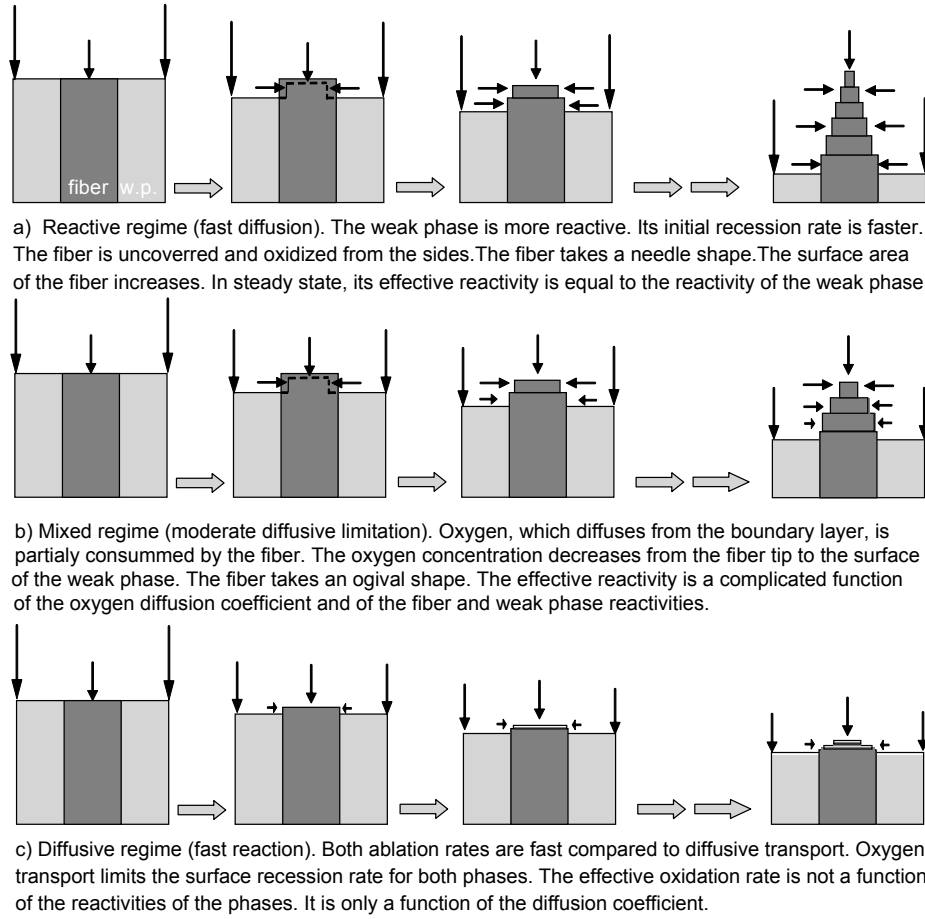 fiber w.p.
a) Reactive regime (fast diffusion). The weak phase is more reactive. Its initial recession rate is faster.
The fiber is uncoverred and oxidized from the sides.The fiber takes a needle shape.The surface area
of the fiber increases. In steady state, its effective reactivity is equal to the reactivity of the weak phase
b) Mixed regime (moderate diffusive limitation). Oxygen, which diffuses from the boundary layer, is
partialy consummed by the fiber. The oxygen concentration decreases from the fiber tip to the surface
of the weak phase. The fiber takes an ogival shape. The effective reactivity is a complicated function
of the oxygen diffusion coefficient and of the fiber and weak phase reactivities.
c) Diffusive regime (fast reaction). Both ablation rates are fast compared to diffusive transport. Oxygen
transport limits the surface recession rate for both phases. The effective oxidation rate is not a function
of the reactivities of the phases. It is only a function of the diffusion coefficient.